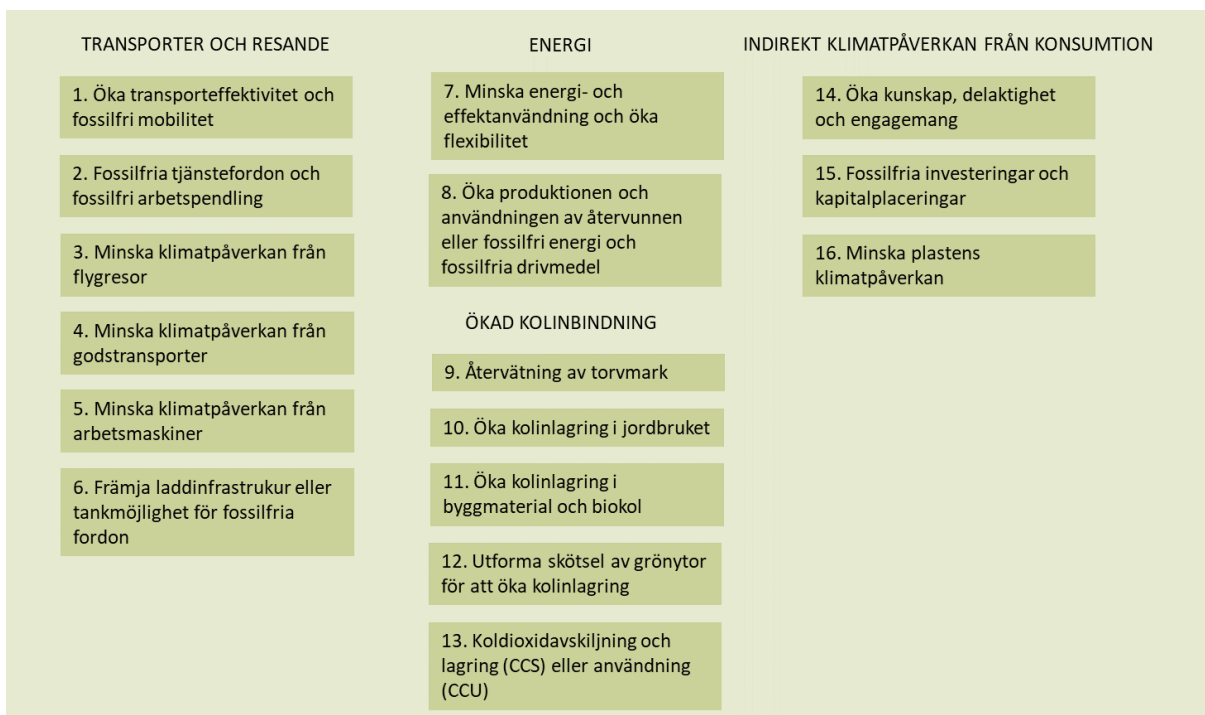 TRANSPORTER OCH RESANDE
1. Öka transporteffektivitet och
fossilfri mobilitet
2. Fossilfria tjänstefordon och
fossilfri arbetspendling
3. Minska klimatpåverkan från
flygresor
4. Minska klimatpåverkan från
godstransporter
5. Minska klimatpåverkan från
arbetsmaskiner
6. Främja laddinfrastrukur eller
tankmöjlighet för fossilfria
fordon
ENERGI
7. Minska energi- och
effektanvändning och öka
flexibilitet
8. Öka produktionen och
användningen av återvunnen
eller fossilfri energi och
fossilfria drivmedel
ÖKAD KOLINBINDNING
9. Återvätning av torvmark
10. Öka kolinlagring i jordbruket
11. Öka kolinlagring i
byggmaterial och biokol
12. Utforma skötsel av grönytor
för att öka kolinlagring
13. Koldioxidavskiljning och
lagring (CCS) eller användning
(CCU)
INDIREKT KLIMATPÅVERKAN FRÅN KONSUMTION
14. Öka kunskap, delaktighet
och engagemang
15. Fossilfria investeringar och
kapitalplaceringar
16. Minska plastens
klimatpåverkan